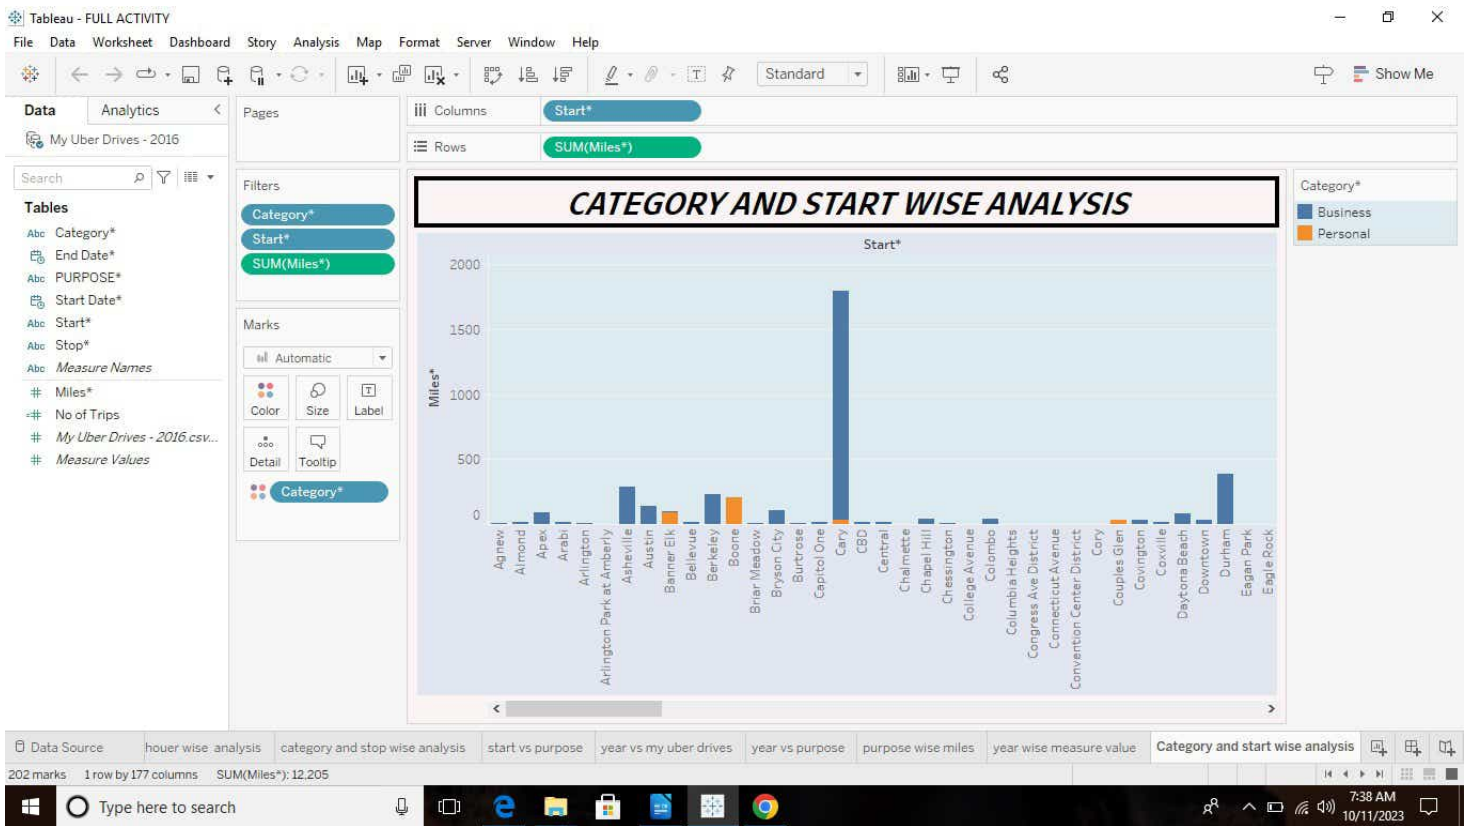 Tableau - FULL ACTIVITY
File Data Worksheet Dashboard Story Analysis Map Format Server Window Help
Standard
Show Me
Data Analytics
Pages
Columns Start*
My Uber Drives - 2016
Rows SUM(Miles*)
Search
Filters
CATEGORY AND START WISE ANALYSIS
Category*
Tables
Category*
Business
Category*
Start*
Personal
End Date*
SUM(Miles*)
Start*
PURPOSE*
Start Date*
Start*
Marks
Stop*
Automatic
Measure Names
Miles*
No of Trips
Color Size Label
My Uber Drives - 2016.csv...
Measure Values
Detail Tooltip
Category*
Miles*
2000
1500
1000
500
0
Agnew
Almond
Apex
Arabi
Arlington
Arlington Park at Amberly
Asheville
Austin
Banner Elk
Bellevue
Berkeley
Boone
Briar Meadow
Bryson City
Burtrose
Capitol One
Cary
CBD
Central
Chalmette
Chapel Hill
Chessington
College Avenue
Colombo
Columbia Heights
Congress Ave District
Connecticut Avenue
Convention Center District
Cory
Couples Glen
Covington
Coxville
Daytona Beach
Downtown
Durham
Eagan Park
Eagle Rock
Data Source houer wise analysis category and stop wise analysis start vs purpose year vs my uber drives year vs purpose purpose wise miles year wise measure value Category and start wise analysis
202 marks 1 row by 177 columns SUM(Miles*): 12,205
Type here to search
7:38 AM
10/11/2023